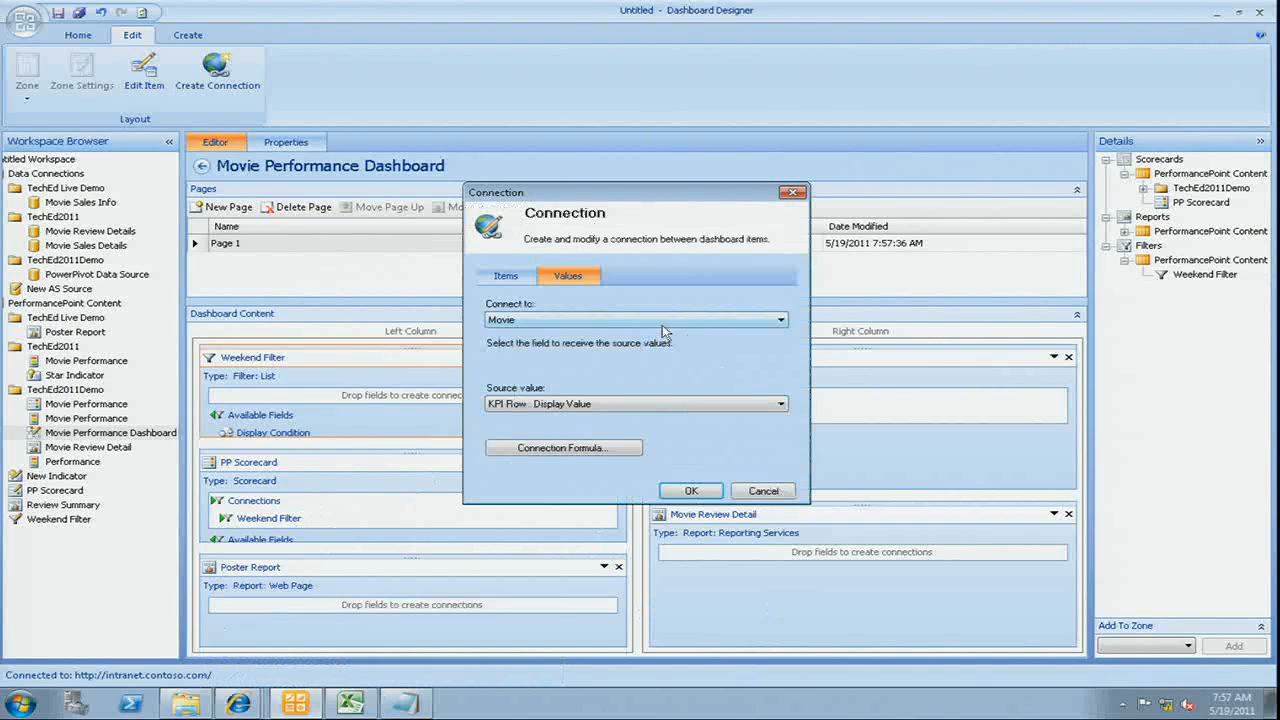 Untitled - Dashboard Designer
Home Edit Create
Zone Zone Settings Edit Item Create Connection
Layout
Workspace Browser
Untitled Workspace
Data Connections
TechEd Live Demo
Movie Sales Info
TechEd2011
Movie Review Details
Movie Sales Details
TechEd2011Demo
PowerPivot Data Source
New AS Source
PerformancePoint Content
TechEd Live Demo
Poster Report
TechEd2011
Movie Performance
Star Indicator
TechEd2011Demo
Movie Performance
Movie Performance
Movie Performance Dashboard
Movie Review Detail
Performance
New Indicator
PP Scorecard
Review Summary
Weekend Filter
Editor Properties
Movie Performance Dashboard
Pages
New Page Delete Page Move Page Up Mo
Name Date Modified
Page 1 5/19/2011 7:57:36 AM
Dashboard Content
Left Column Right Column
Weekend Filter
Type: Filter: List
Drop fields to create connec
Available Fields
Display Condition
PP Scorecard
Type: Scorecard
Connections
Weekend Filter
Available Fields
Poster Report
Type: Report: Web Page
Drop fields to create connections
Movie Review Detail
Type: Report: Reporting Services
Drop fields to create connections
Connection
Connection
Create and modify a connection between dashboard items.
Items Values
Connect to:
Movie
Select the field to receive the source values.
Source value:
KPI Row Display Value
Connection Formula...
OK Cancel
Details
Scorecards
PerformancePoint Content
TechEd2011Demo
PP Scorecard
Reports
PerformancePoint Content
Filters
PerformancePoint Content
Weekend Filter
Add To Zone
Add
Connected to: http://intranet.contoso.com/
7:57 AM
5/19/2011